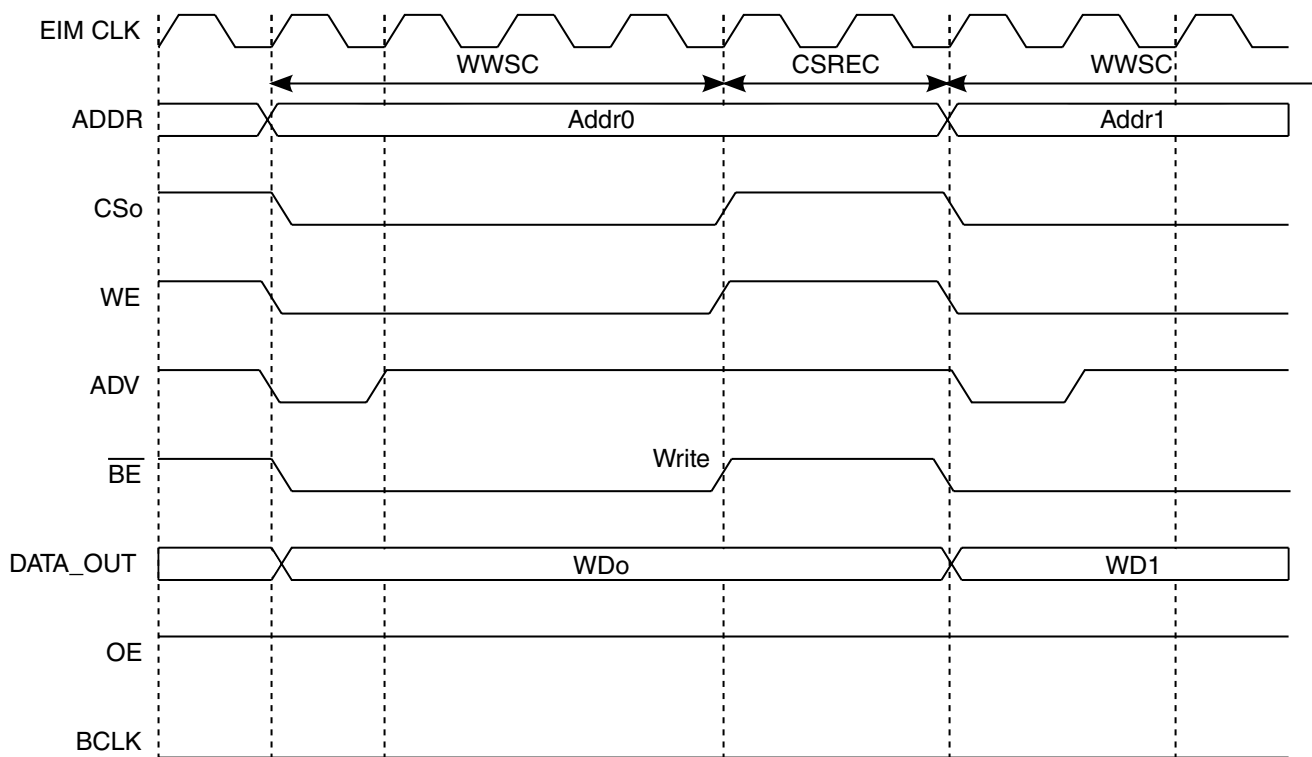 EIM CLK
WWSC CSREC WWSC
ADDR Addr0 Addr1
CSo
WE
ADV
BE Write
DATA_OUT WDo WD1
OE
BCLK